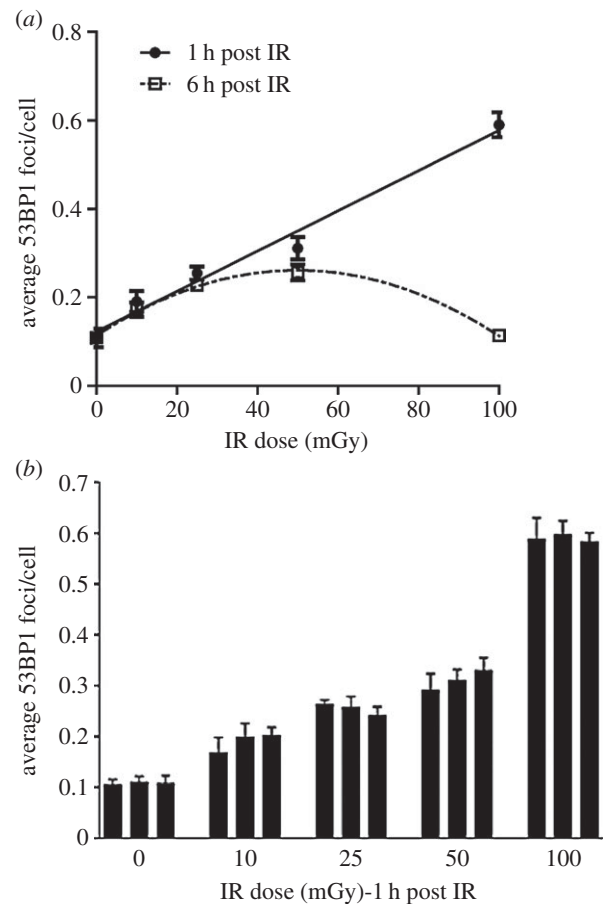 (a)
0.8
1 h post IR
6 h post IR
0.6
average 53BP1 foci/cell
0.4
0.2
0
0 20 40 60 80 100
IR dose (mGy)
(b)
0.7
0.6
0.5
average 53BP1 foci/cell
0.4
0.3
0.2
0.1
0
0 10 25 50 100
IR dose (mGy)-1 h post IR